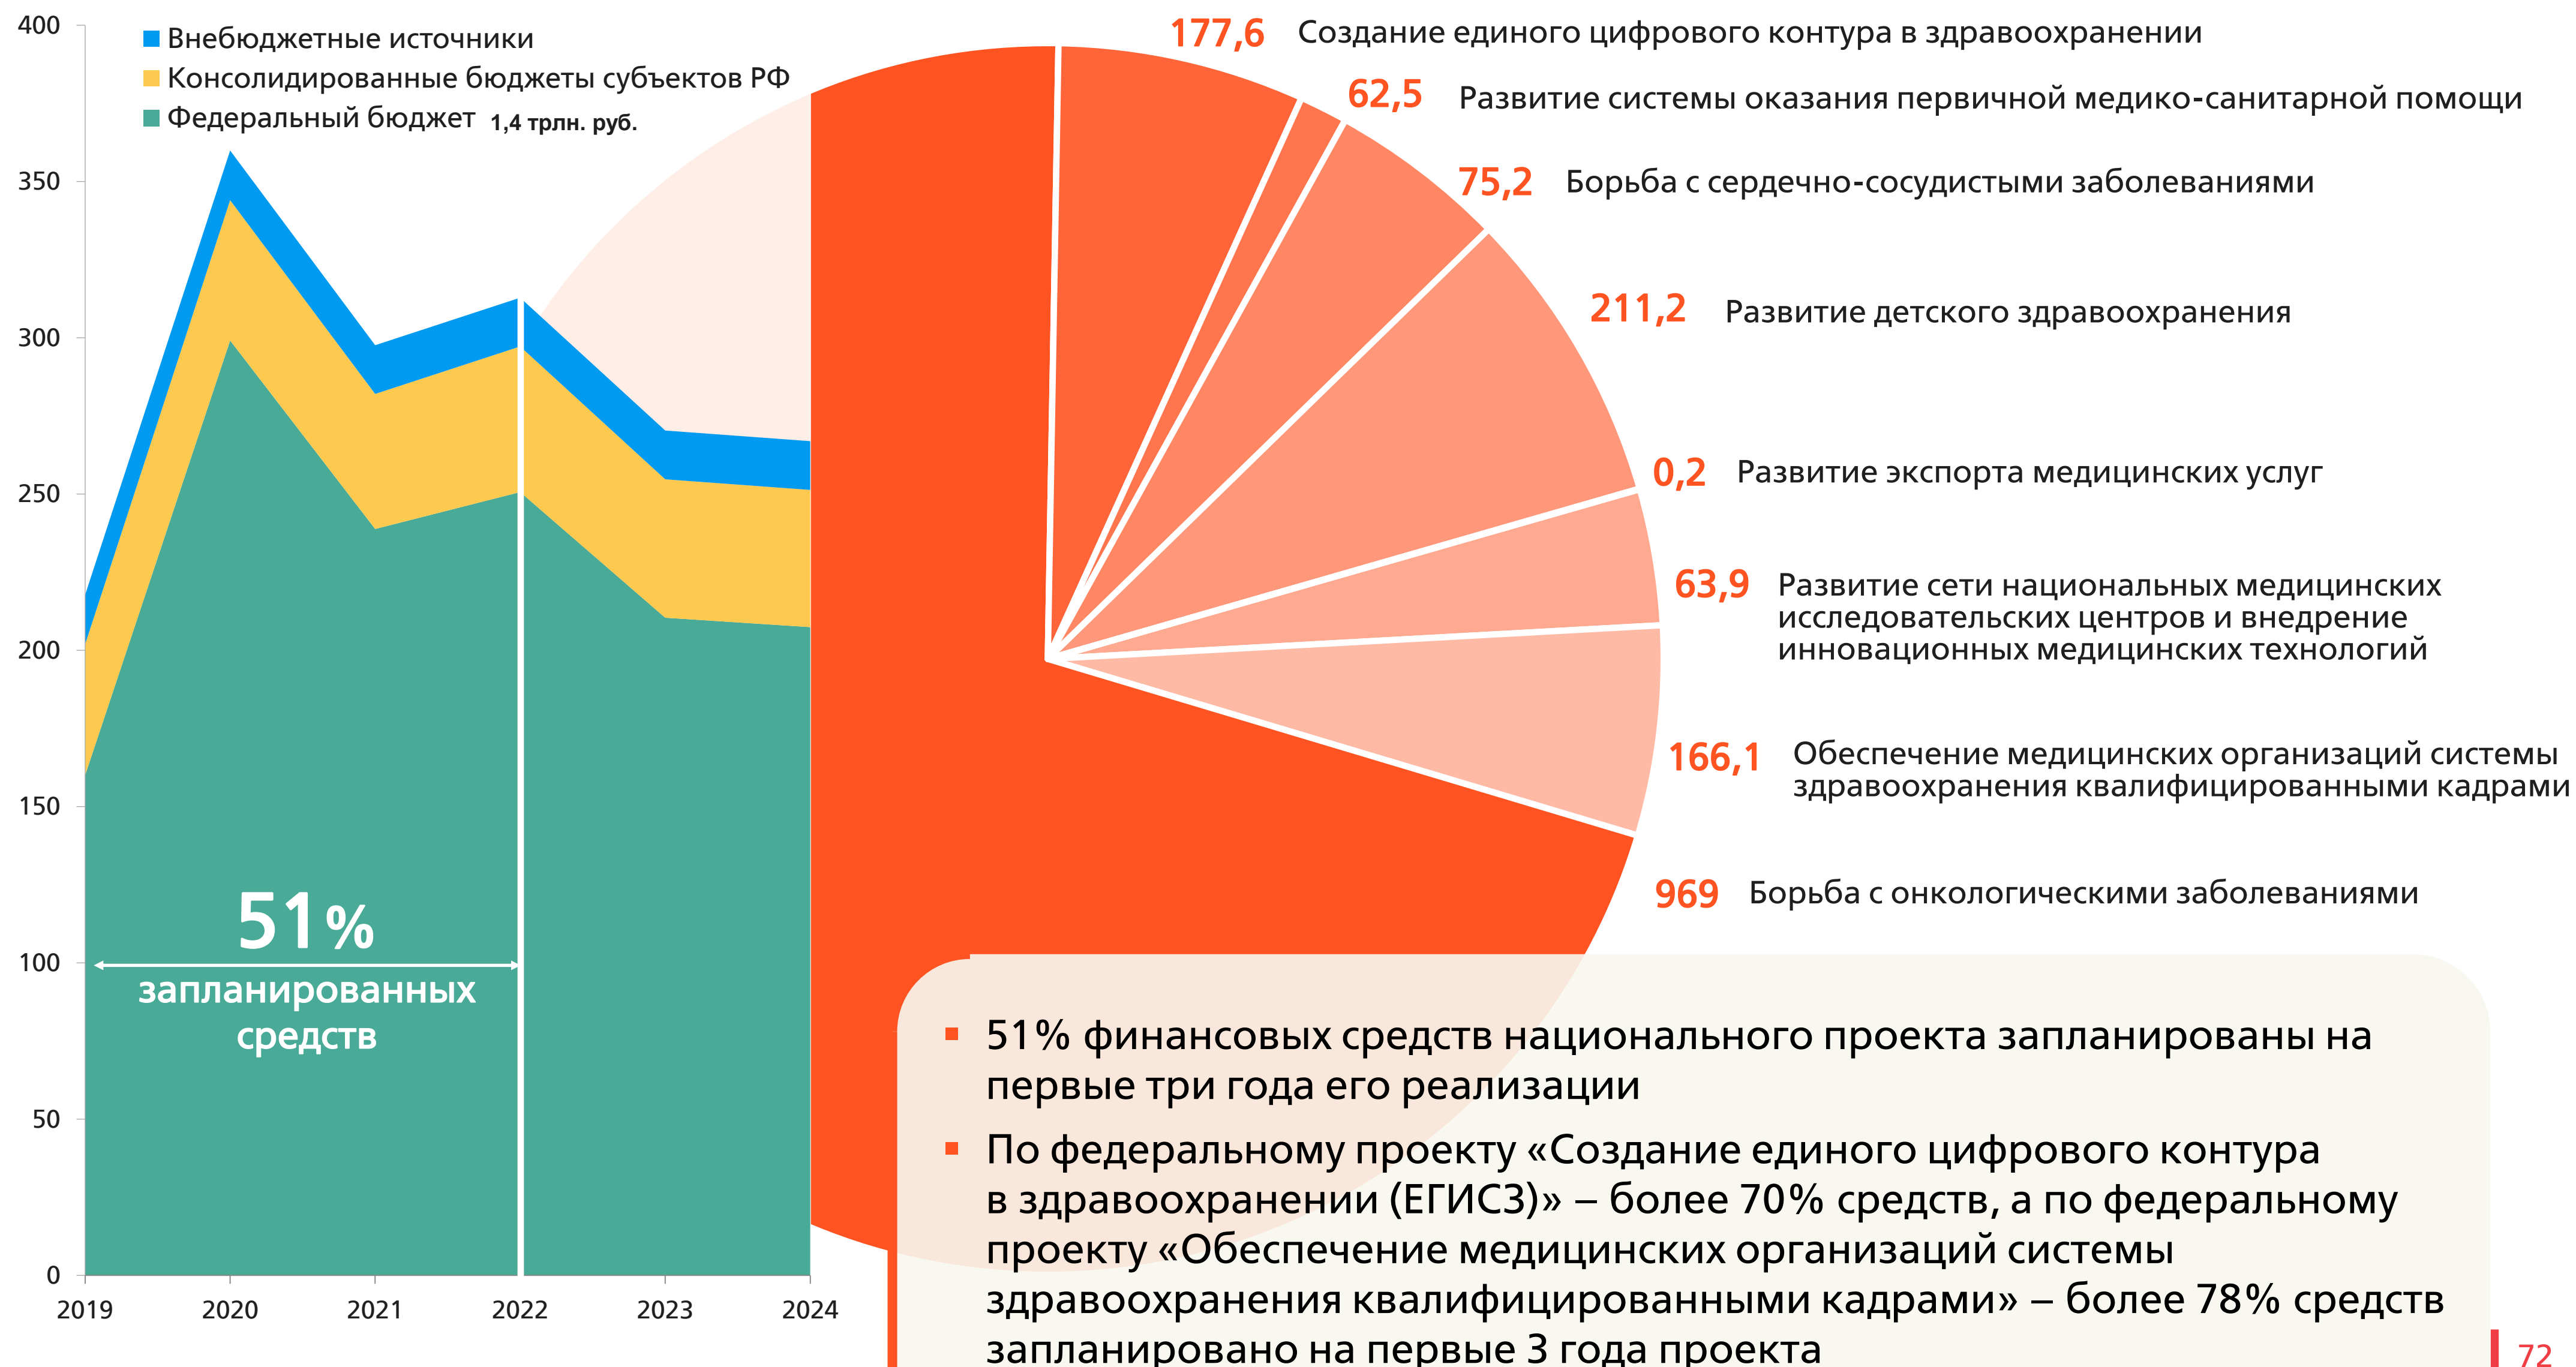 400
350
300
250
200
150
100
50
0
2019 2020 2021 2022 2023 2024
Внебюджетные источники
Консолидированные бюджеты субъектов РФ
Федеральный бюджет 1,4 трлн. руб.
51%
запланированных
средств
177,6 Создание единого цифрового контура в здравоохранении
62,5 Развитие системы оказания первичной медико-санитарной помощи
75,2 Борьба с сердечно-сосудистыми заболеваниями
211,2 Развитие детского здравоохранения
0,2 Развитие экспорта медицинских услуг
63,9 Развитие сети национальных медицинских
исследовательских центров и внедрение
инновационных медицинских технологий
166,1 Обеспечение медицинских организаций системы
здравоохранения квалифицированными кадрами
969 Борьба с онкологическими заболеваниями
▪ 51% финансовых средств национального проекта запланированы на
первые три года его реализации
▪ По федеральному проекту «Создание единого цифрового контура
в здравоохранении (ЕГИСЗ)» – более 70% средств, а по федеральному
проекту «Обеспечение медицинских организаций системы
здравоохранения квалифицированными кадрами» – более 78% средств
запланировано на первые 3 года проекта
72